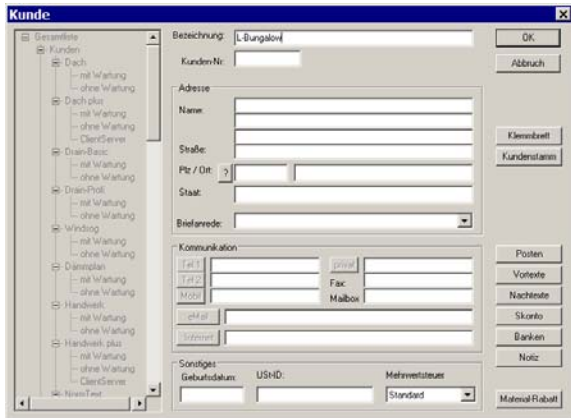 Kunde
Gesamtliste
Kunden
Dach
mit Wartung
ohne Wartung
Dach plus
mit Wartung
ohne Wartung
ClientServer
Drain-Basic
mit Wartung
ohne Wartung
Drain-Profi
mit Wartung
ohne Wartung
Windsog
mit Wartung
ohne Wartung
Dämmplan
mit Wartung
ohne Wartung
Handwerk
mit Wartung
ohne Wartung
Handwerk plus
mit Wartung
ohne Wartung
ClientServer
NormText
Bezeichnung: L-Bungalow
Kunden-Nr.
Adresse
Name:
Straße:
Plz / Ort: ?
Staat:
Briefanrede:
Kommunikation
Tel 1 privat
Tel 2 Fax:
Mobil Mailbox
eMail
Internet
Sonstiges
Geburtsdatum: USt-ID: Mehrwertsteuer
Standard
OK
Abbruch
Klemmbrett
Kundenstamm
Posten
Vortexte
Nachtexte
Skonto
Banken
Notiz
Material-Rabatt